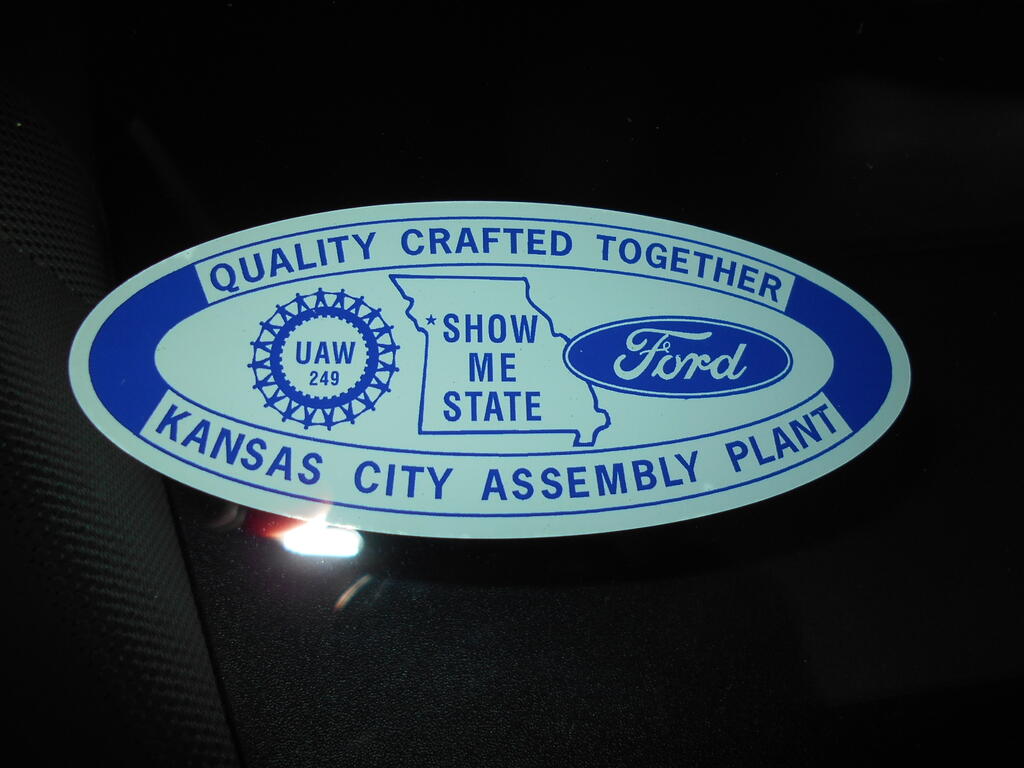 QUALITY CRAFTED TOGETHER
UAW
249
SHOW
ME
STATE
Ford
KANSAS CITY ASSEMBLY PLANT